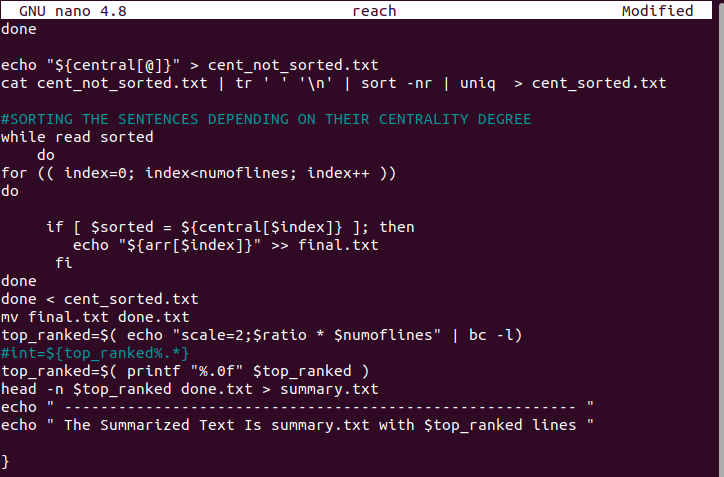 GNU nano 4.8 reach Modified
done
echo "${central[@]}" > cent_not_sorted.txt
cat cent_not_sorted.txt | tr ' ' '\n' | sort -nr | uniq  > cent_sorted.txt
#SORTING THE SENTENCES DEPENDING ON THEIR CENTRALITY DEGREE
while read sorted
do
for (( index=0; index<numoflines; index++ ))
do
if [ $sorted = ${central[$index]} ]; then
echo "${arr[$index]}" >> final.txt
fi
done
done < cent_sorted.txt
mv final.txt done.txt
top_ranked=$( echo "scale=2;$ratio * $numoflines" | bc -l)
#int=${top_ranked%.*}
top_ranked=$( printf "%.0f" $top_ranked )
head -n $top_ranked done.txt > summary.txt
echo " --------------------------------------------------------- "
echo " The Summarized Text Is summary.txt with $top_ranked lines "
}